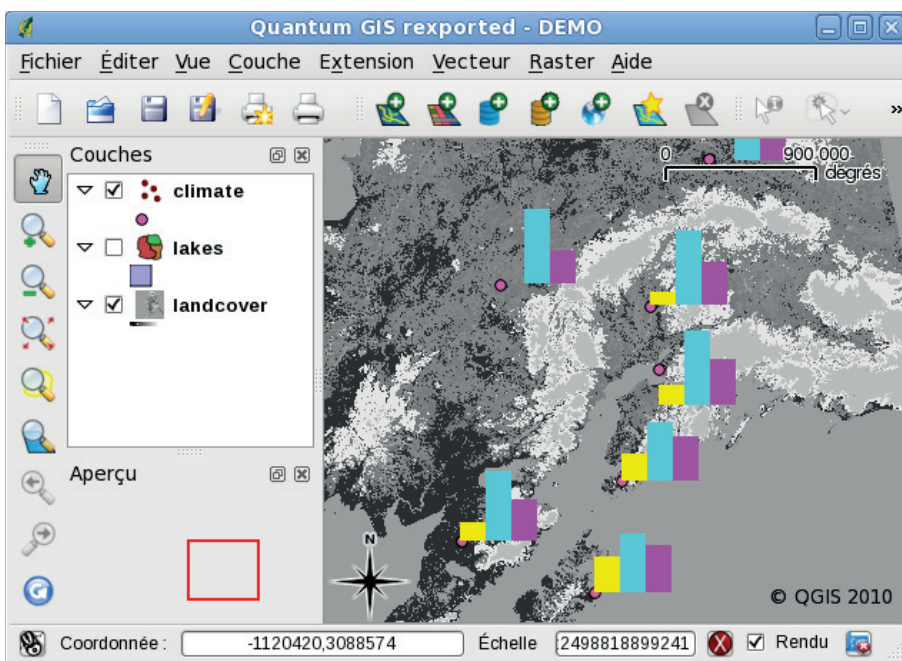 Quantum GIS rexported - DEMO
Fichier Éditer Vue Couche Extension Vecteur Raster Aide
»
Couches
climate
lakes
landcover
Aperçu
0 900 000
degrés
N
© QGIS 2010
Coordonnée : -1120420,3088574 Échelle :2498818899241 Rendu